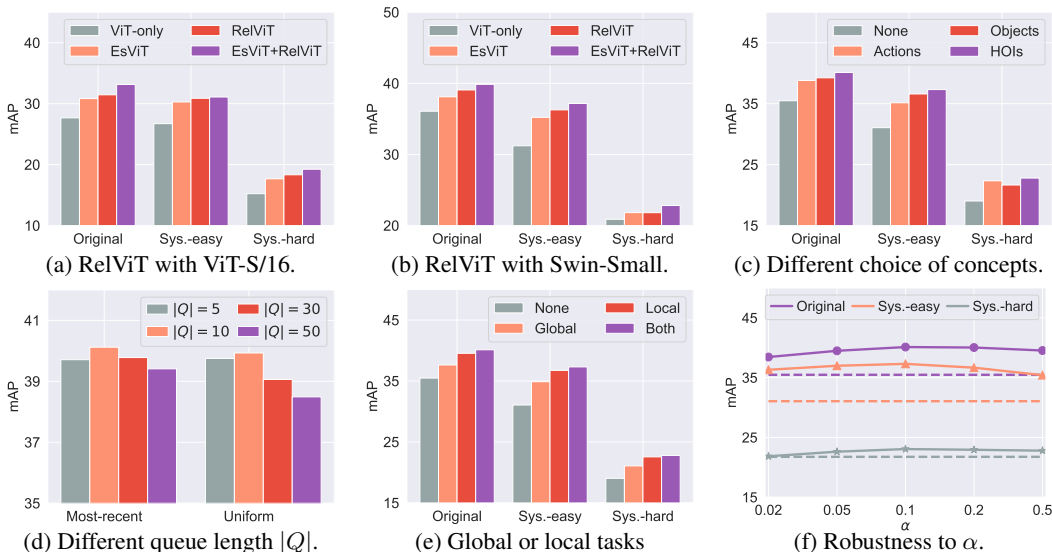 45
40
30
20
10
mAP
ViT-only
RelViT
EsViT
EsViT+RelViT
Original
Sys.-easy
Sys.-hard
(a) RelViT with ViT-S/16.
50
40
30
20
mAP
ViT-only
RelViT
EsViT
EsViT+RelViT
Original
Sys.-easy
Sys.-hard
(b) RelViT with Swin-Small.
45
35
25
15
mAP
None
Objects
Actions
HOIs
Original
Sys.-easy
Sys.-hard
(c) Different choice of concepts.
41
39
37
35
mAP
|Q| = 5
|Q| = 30
|Q| = 10
|Q| = 50
Most-recent
Uniform
(d) Different queue length |Q|.
45
35
25
15
mAP
None
Local
Global
Both
Original
Sys.-easy
Sys.-hard
(e) Global or local tasks
45
35
25
15
mAP
Original
Sys.-easy
Sys.-hard
0.02
0.05
0.1
0.2
0.5
α
(f) Robustness to α.